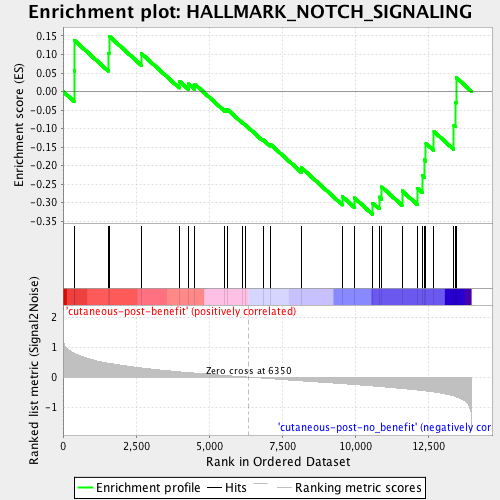 Enrichment plot: HALLMARK_NOTCH_SIGNALING
Enrichment score (ES)
0.15
0.10
0.05
0.00
-0.05
-0.10
-0.15
-0.20
-0.25
-0.30
-0.35
'cutaneous-post-benefit' (positively correlated)
Ranked list metric (Signal2Noise)
2
1
0
-1
Zero cross at 6350
'cutaneous-post-no_benefit' (negatively cor
0
2,500
5,000
7,500
10,000
12,500
Rank in Ordered Dataset
Enrichment profile
Hits
Ranking metric scores